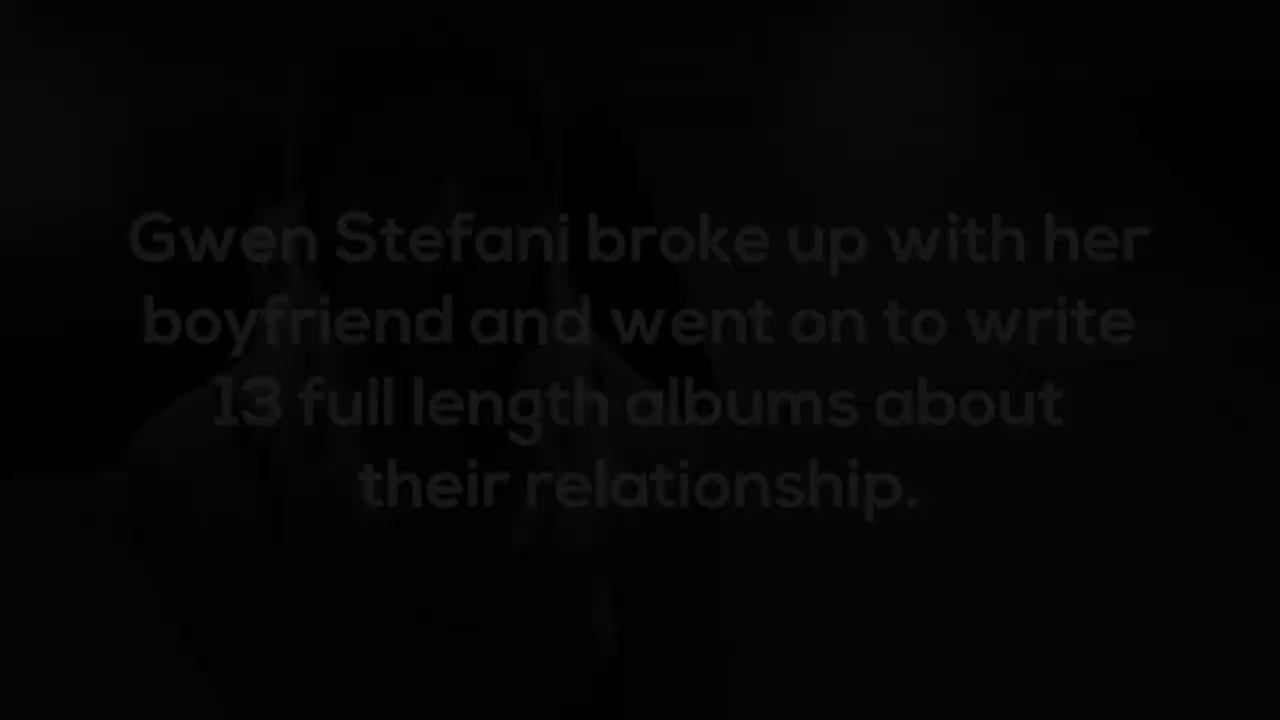 Gwen Stefani broke up with her
boyfriend and went on to write
13 full length albums about
their relationship.